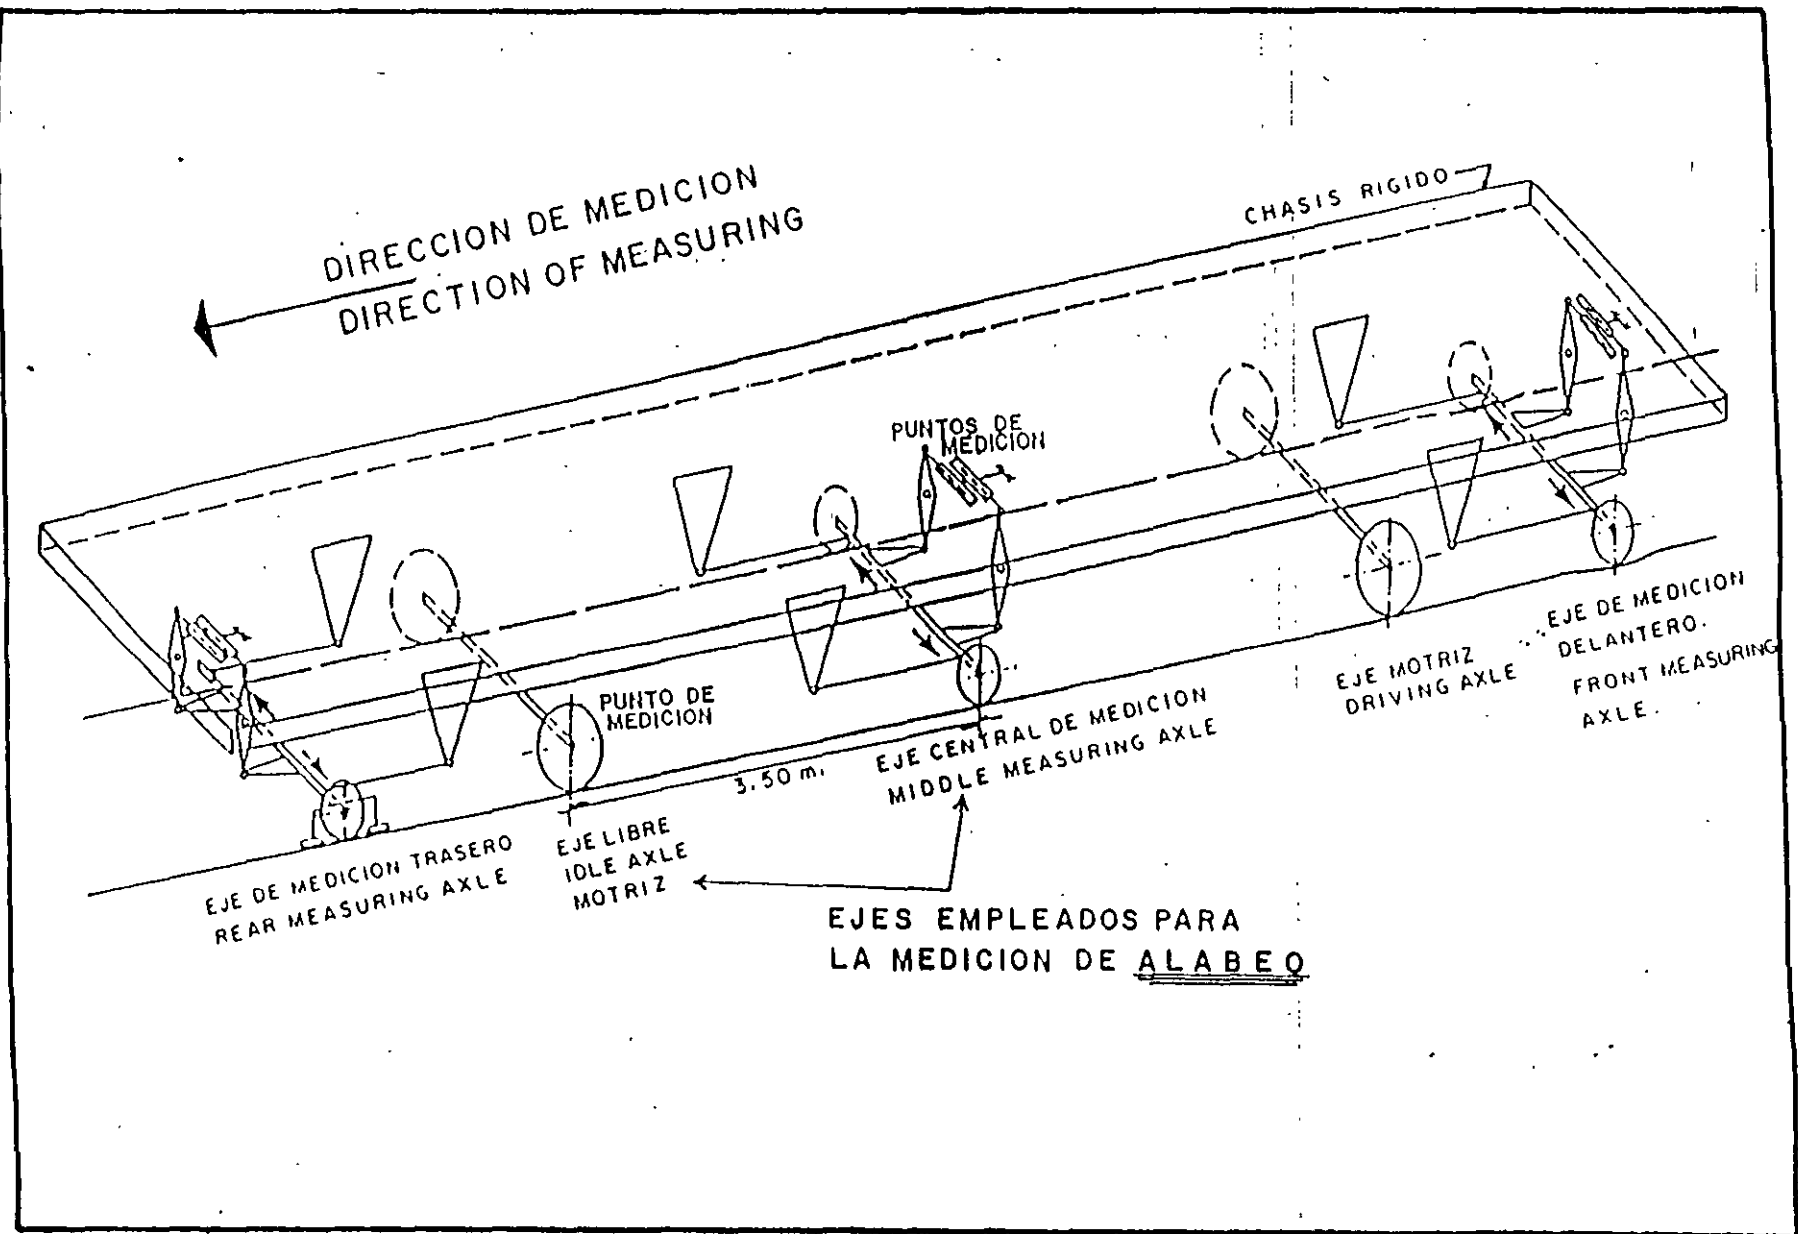 DIRECCION DE MEDICION
DIRECTION OF MEASURING
CHASIS RIGIDO
PUNTOS DE
MEDICION
PUNTO DE
MEDICION
3.50 m.
EJE DE MEDICION TRASERO
REAR MEASURING AXLE
EJE LIBRE
IDLE AXLE
MOTRIZ
EJE CENTRAL DE MEDICION
MIDDLE MEASURING AXLE
EJE MOTRIZ
DRIVING AXLE
EJE DE MEDICION
DELANTERO.
FRONT MEASURING
AXLE.
EJES EMPLEADOS PARA
LA MEDICION DE ALABEO